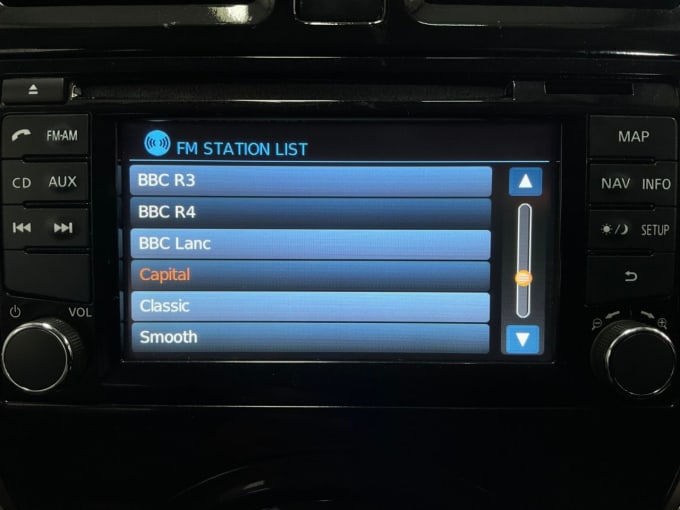 FM-AM
CD AUX
VOL
FM STATION LIST
BBC R3
BBC R4
BBC Lanc
Capital
Classic
Smooth
MAP
NAV INFO
SETUP